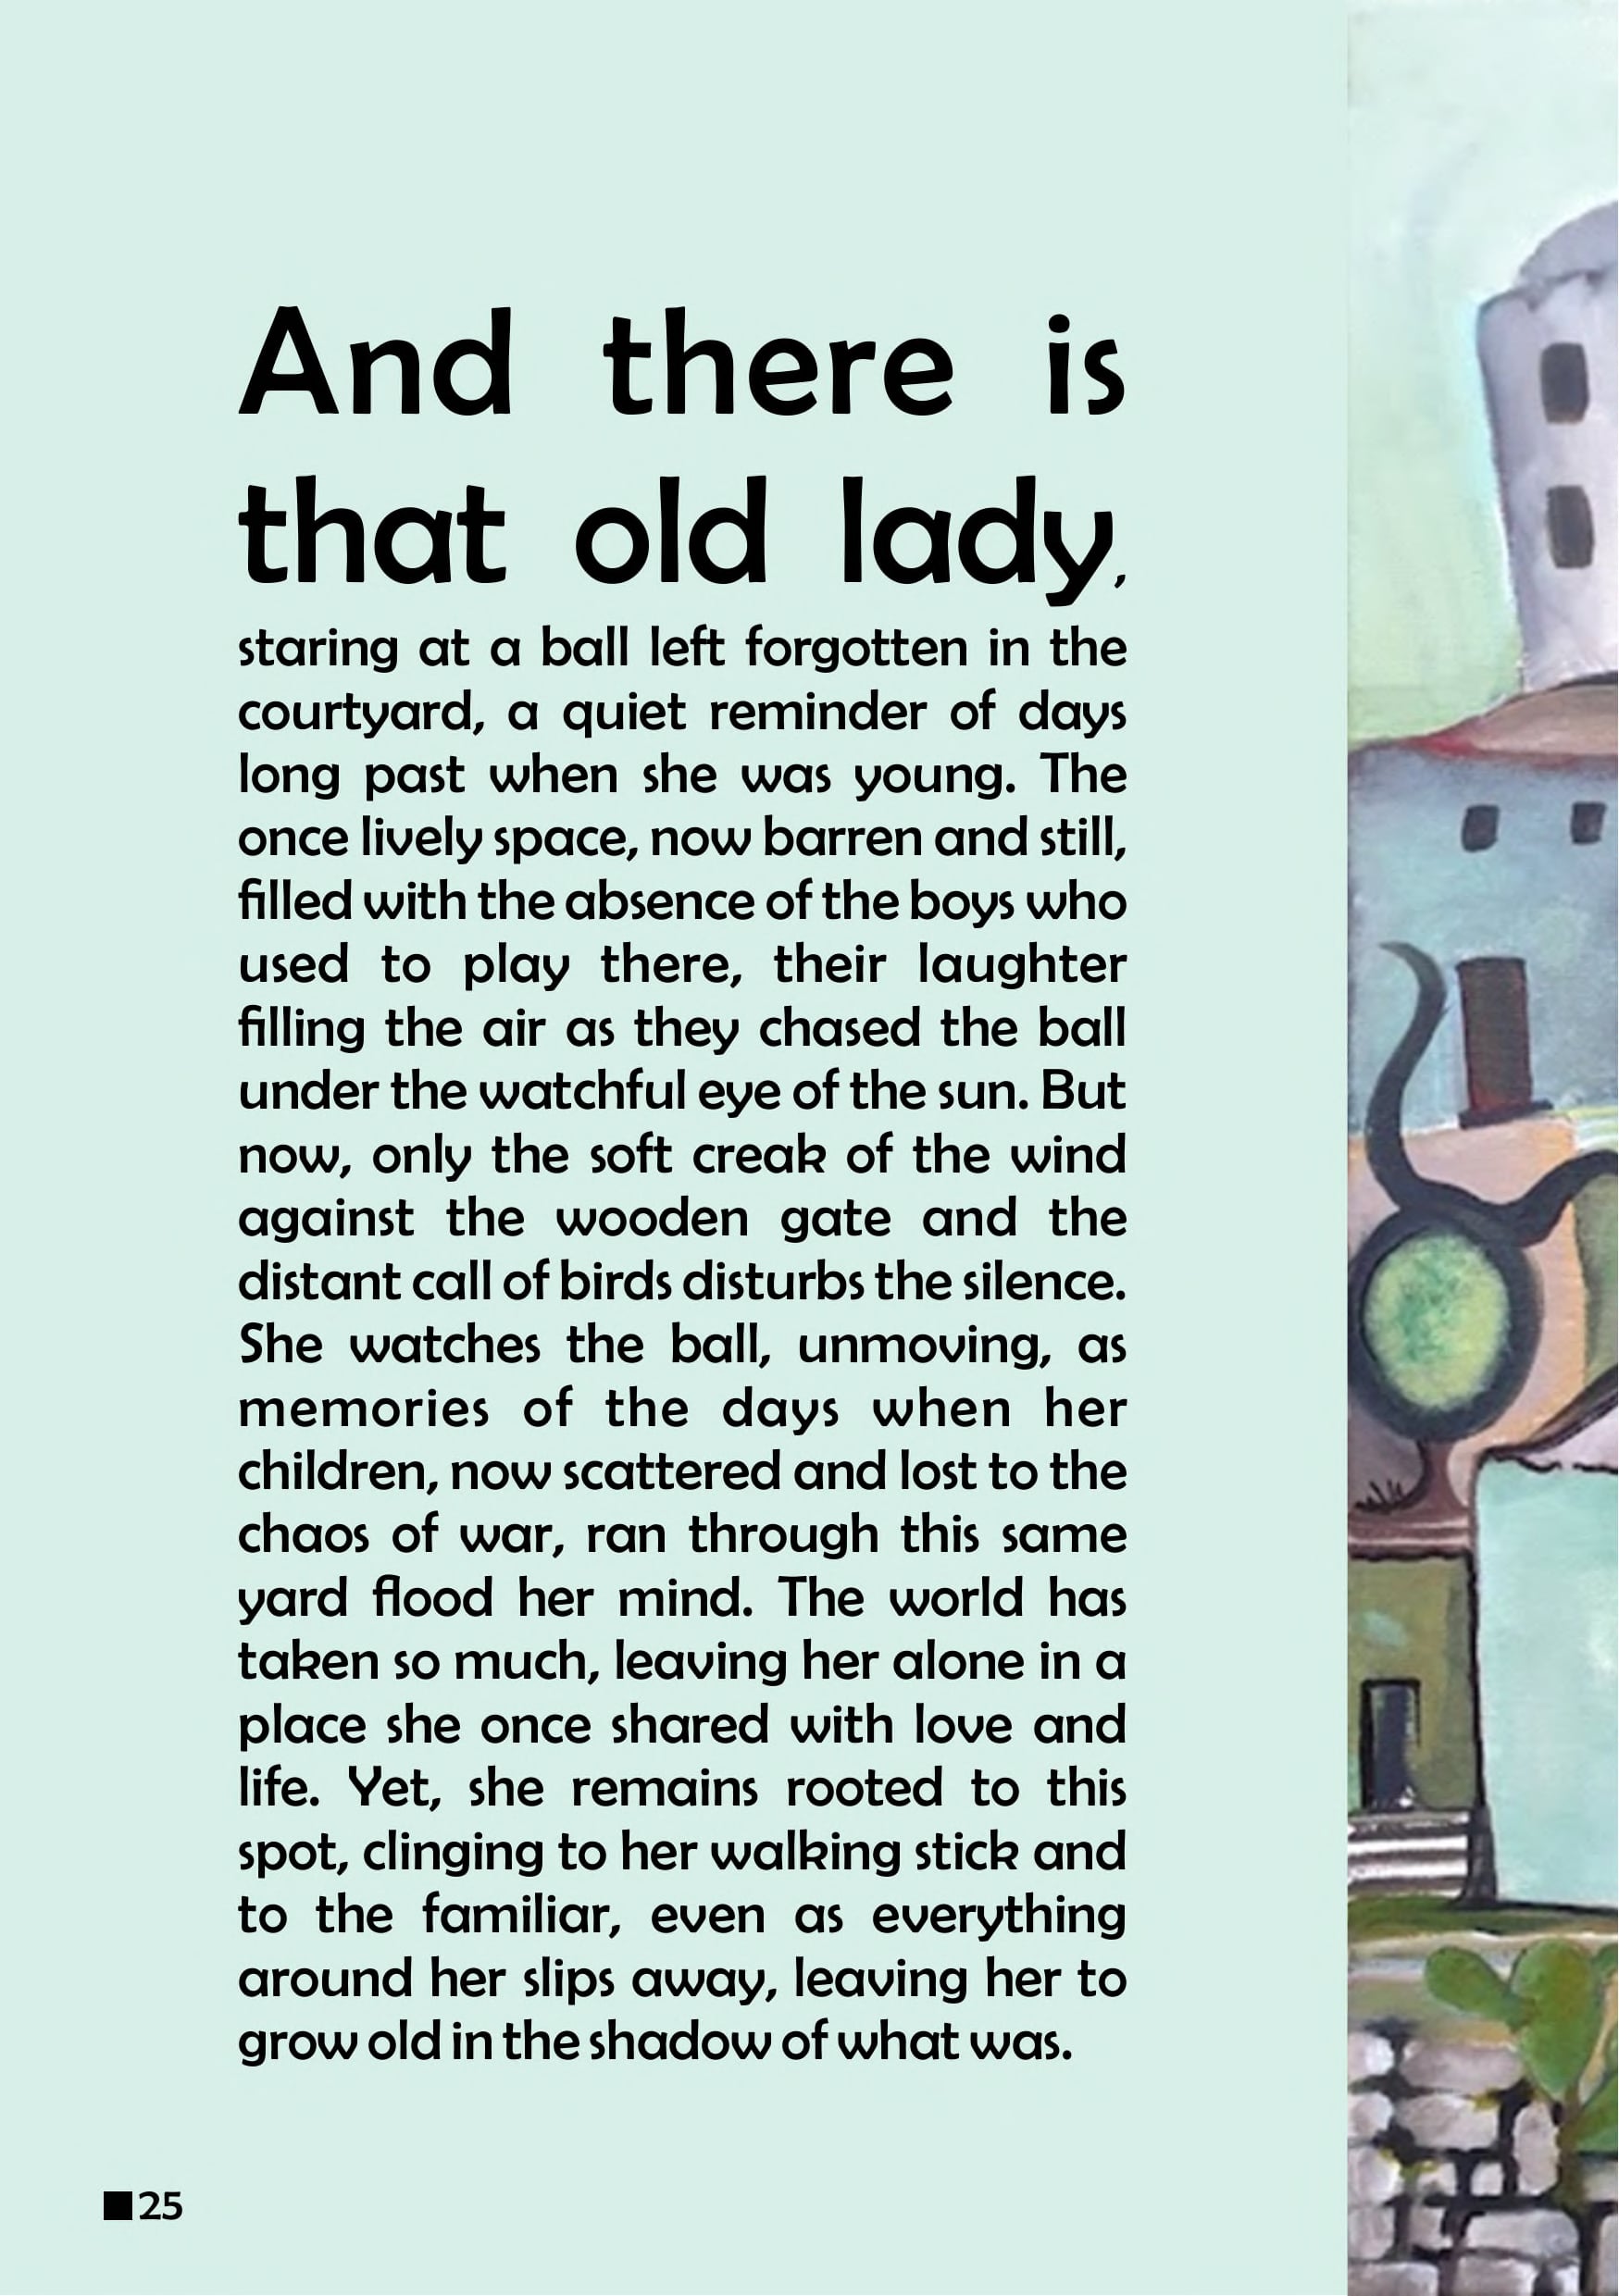 And there is
that old lady,
staring at a ball left forgotten in the
courtyard, a quiet reminder of days
long past when she was young. The
once lively space, now barren and still,
filled with the absence of the boys who
used to play there, their laughter
filling the air as they chased the ball
under the watchful eye of the sun. But
now, only the soft creak of the wind
against the wooden gate and the
distant call of birds disturbs the silence.
She watches the ball, unmoving, as
memories of the days when her
children, now scattered and lost to the
chaos of war, ran through this same
yard flood her mind. The world has
taken so much, leaving her alone in a
place she once shared with love and
life. Yet, she remains rooted to this
spot, clinging to her walking stick and
to the familiar, even as everything
around her slips away, leaving her to
grow old in the shadow of what was.
25